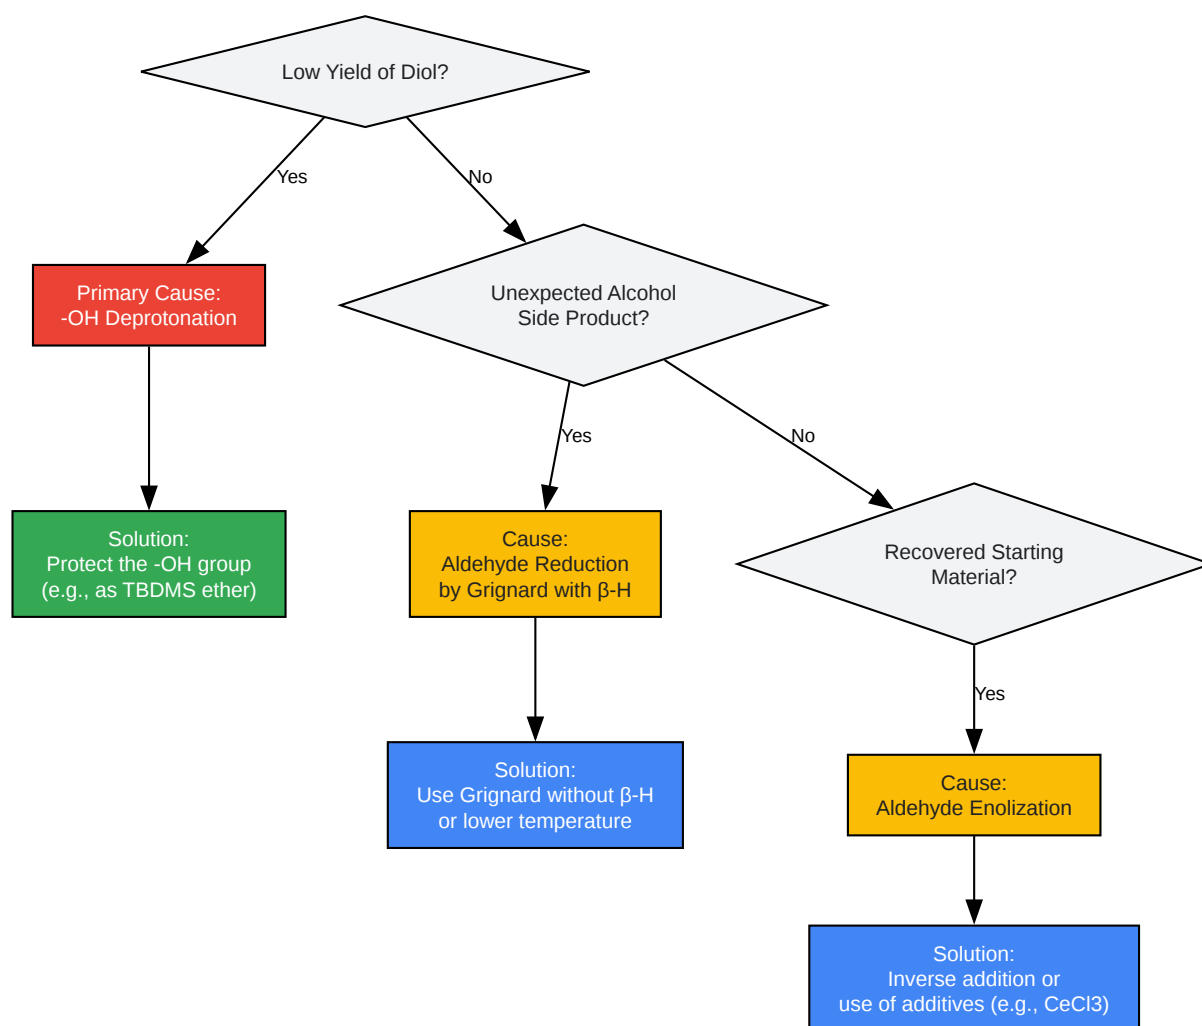 Low Yield of Diol?
Yes
No
Primary Cause:
-OH Deprotonation
Unexpected Alcohol
Side Product?
Yes
No
Solution:
Protect the -OH group
(e.g., as TBDMS ether)
Cause:
Aldehyde Reduction
by Grignard with β-H
Recovered Starting
Material?
Yes
Solution:
Use Grignard without β-H
or lower temperature
Cause:
Aldehyde Enolization
Solution:
Inverse addition or
use of additives (e.g., CeCl3)